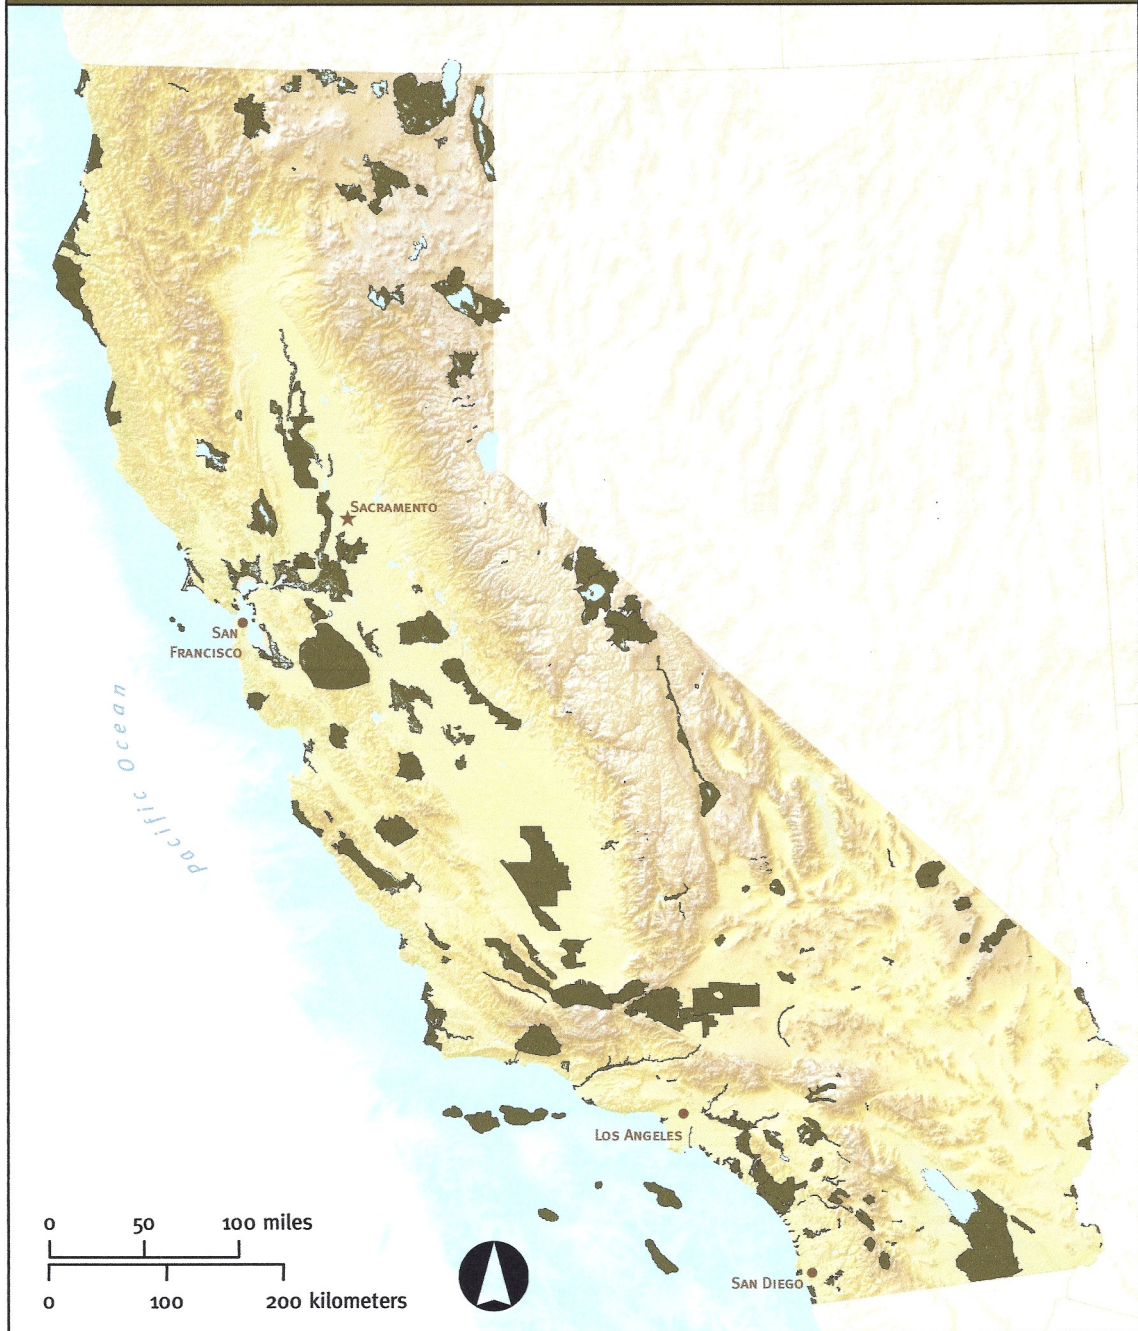 Sacramento
San
Francisco
Pacific Ocean
Los Angeles
San Diego
0 50 100 miles
0 100 200 kilometers